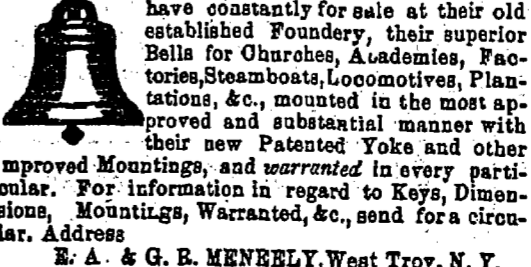 have constantly for sale at their old
established Foundery, their superior
Bells for Churches, Academies, Fac-
tories,Steamboats,Locomotives, Plan-
tations, &c., mounted in the most ap-
proved and substantial manner with
their new Patented Yoke and other
mproved Mountings, and warranted in every parti-
cular. For information in regard to Keys, Dimen-
sions, Mountings, Warranted, &c., send for a circu-
lar. Address
E. A. & G. R. MENEELY, West Troy, N. Y.